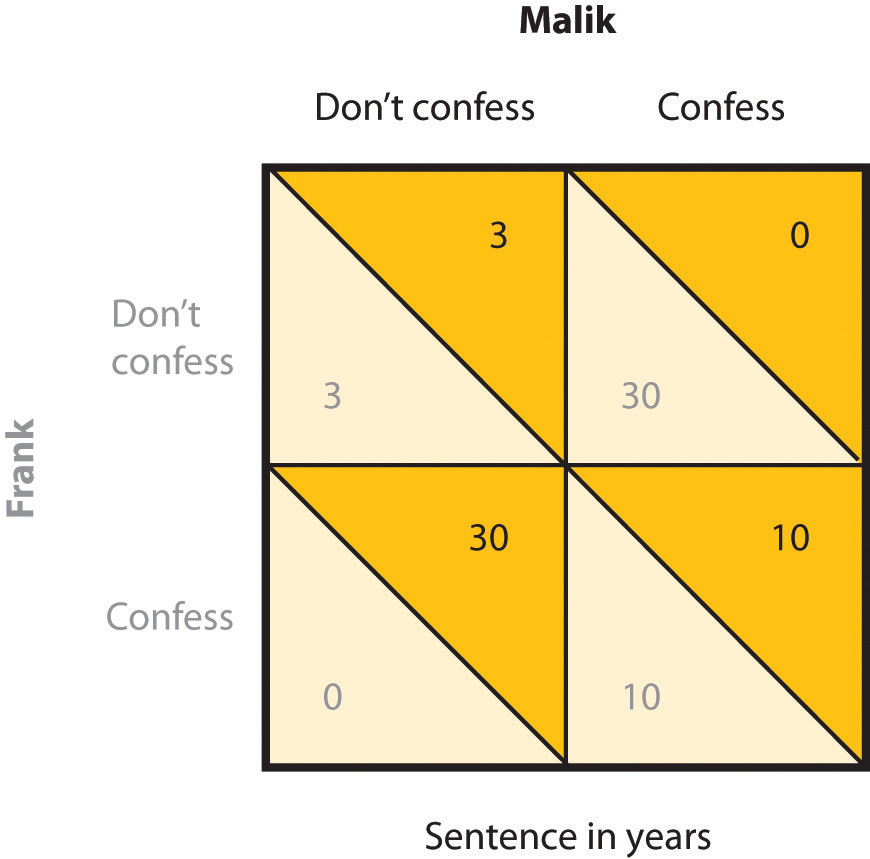 Malik
Don't confess Confess
3 0
Don't
confess
3 30
Frank
30 10
Confess
0 10
Sentence in years